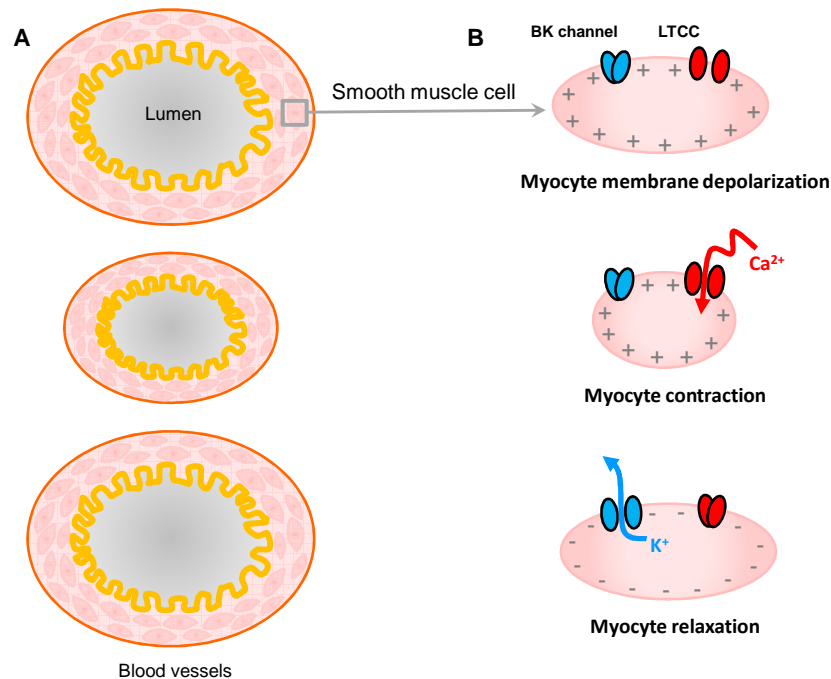 A
B
BK channel
LTCC
Lumen
Smooth muscle cell
+ + + + + + + + + + +
Myocyte membrane depolarization
Ca²⁺
+ + + + + + + + +
Myocyte contraction
K⁺
- - - - - - - - - - - - -
Myocyte relaxation
Blood vessels